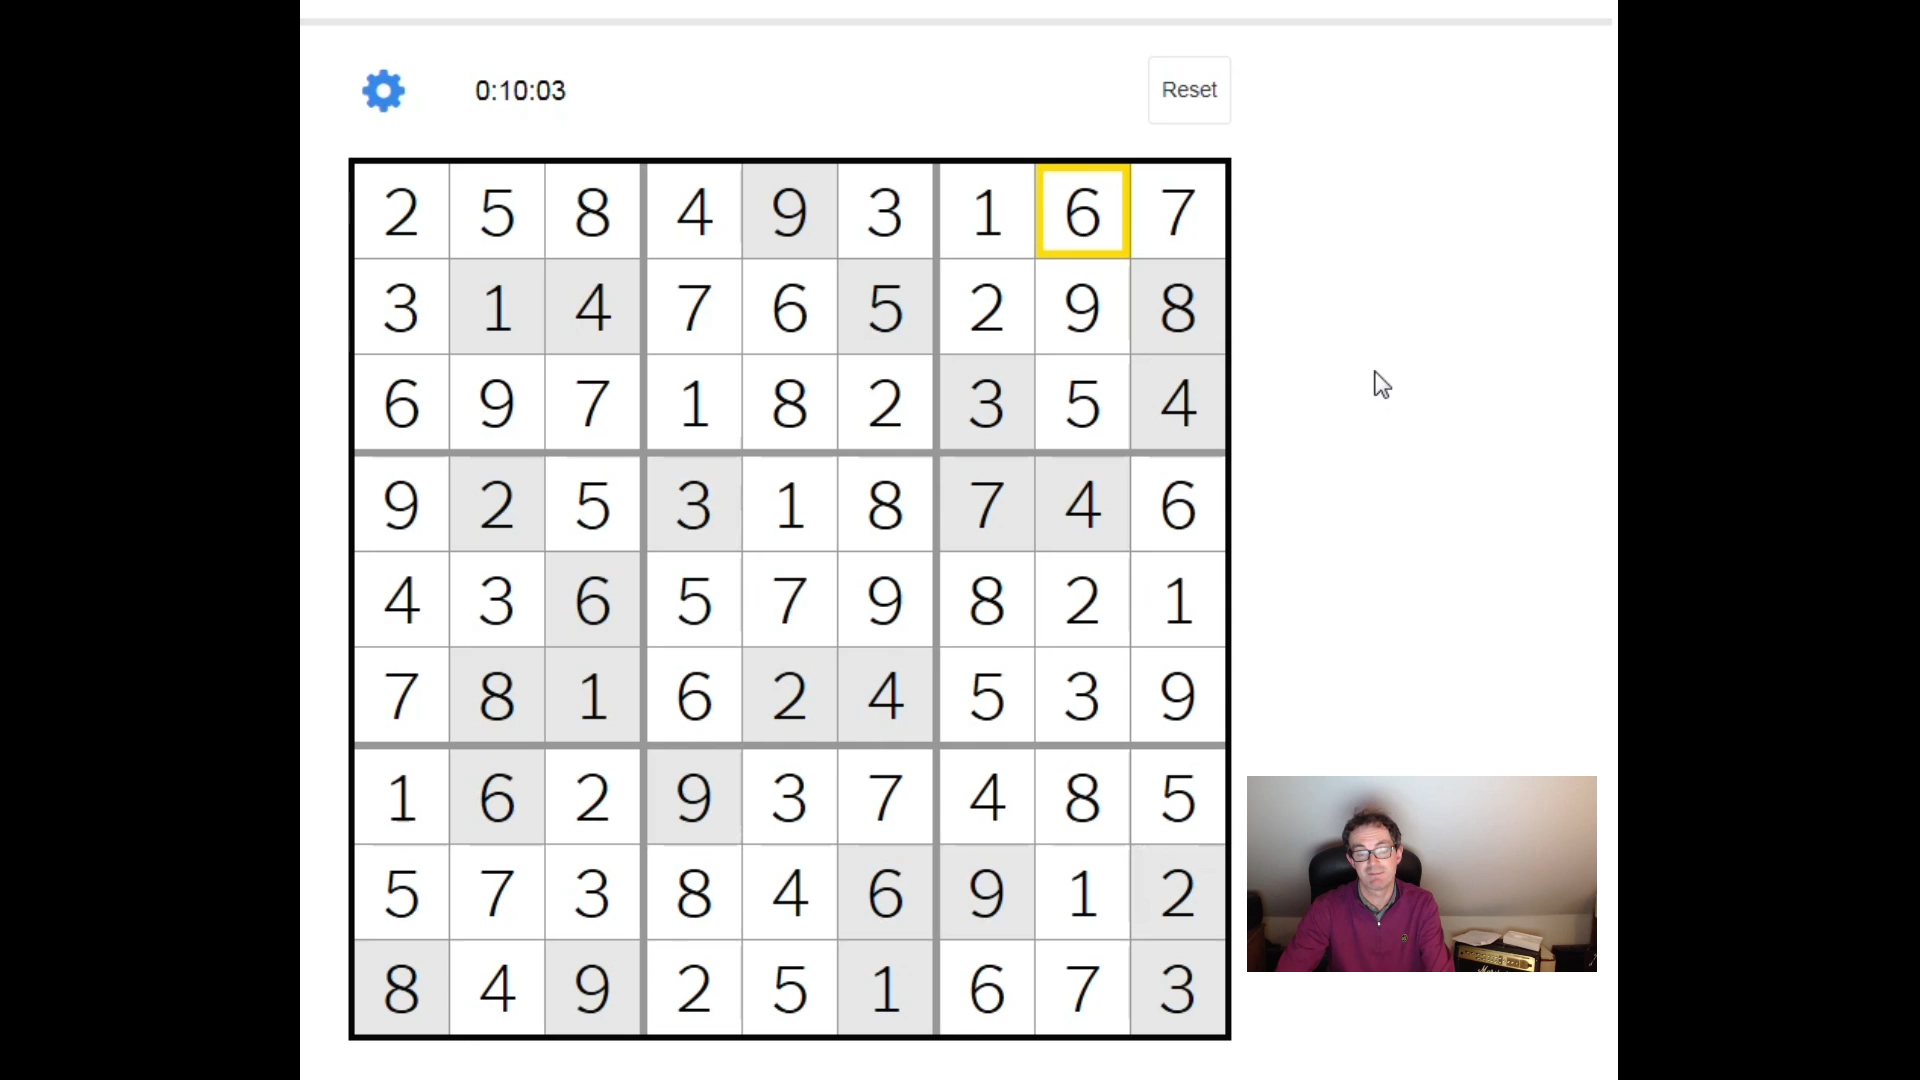 0:10:03
Reset
2 5 8 4 9 3 1 6 7
3 1 4 7 6 5 2 9 8
6 9 7 1 8 2 3 5 4
9 2 5 3 1 8 7 4 6
4 3 6 5 7 9 8 2 1
7 8 1 6 2 4 5 3 9
1 6 2 9 3 7 4 8 5
5 7 3 8 4 6 9 1 2
8 4 9 2 5 1 6 7 3